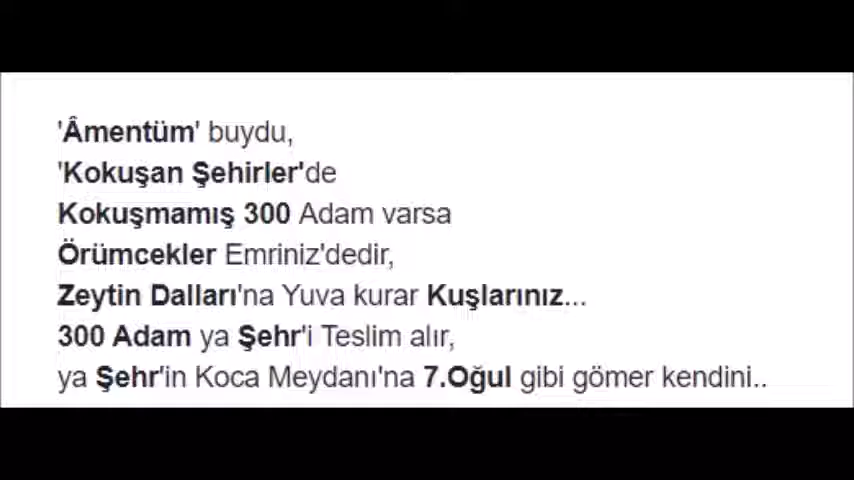 'Âmentüm' buydu,
'Kokuşan Şehirler'de
Kokuşmamış 300 Adam varsa
Örümcekler Emriniz'dedir,
Zeytin Dalları'na Yuva kurar Kuşlarınız...
300 Adam ya Şehr'i Teslim alır,
ya Şehr'in Koca Meydanı'na 7.Oğul gibi gömer kendini..